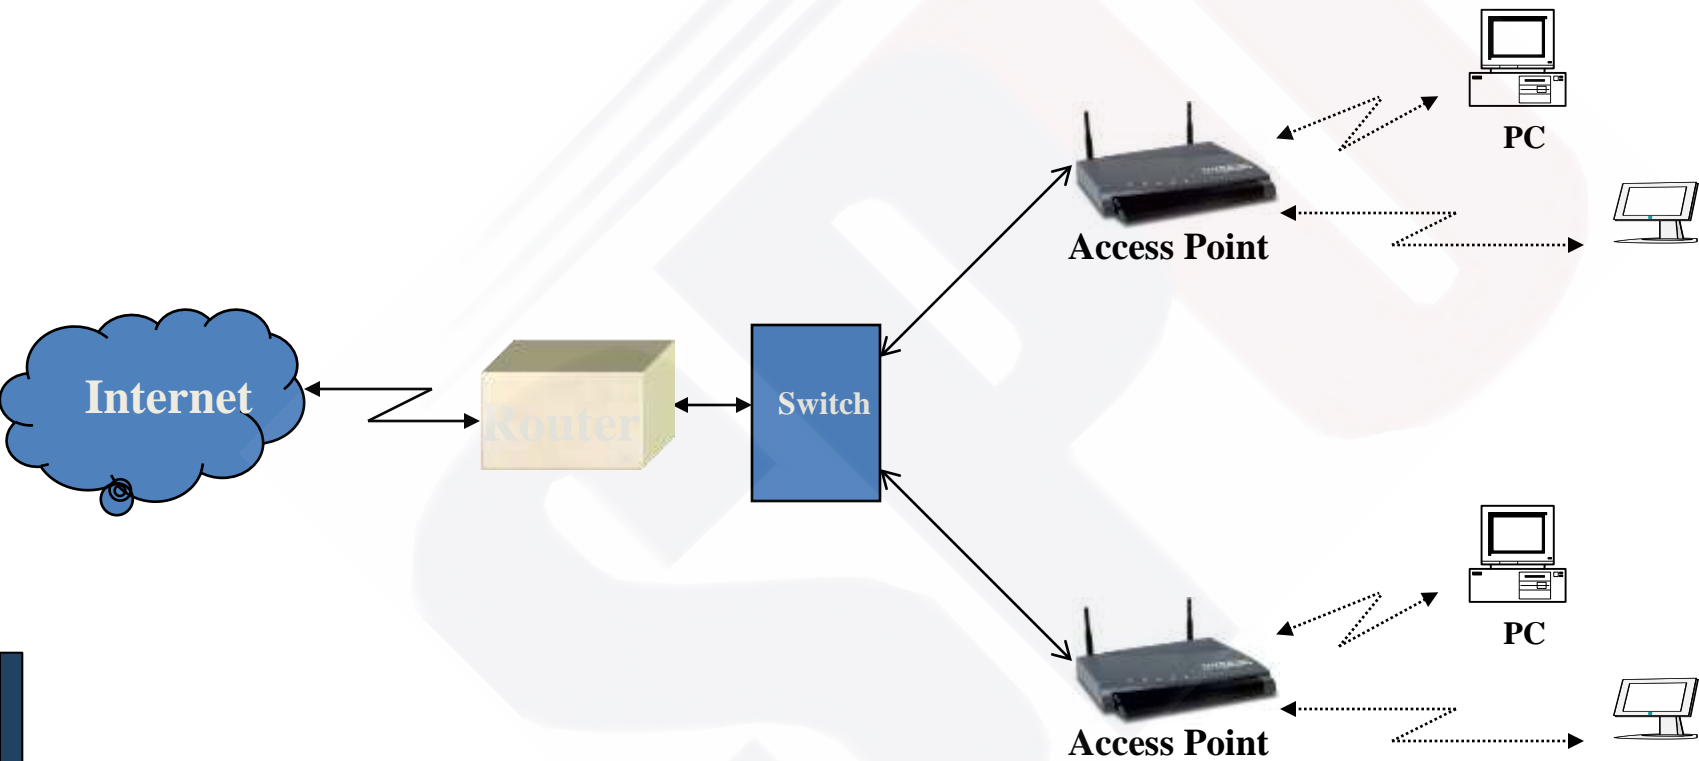 PC
Access Point
Internet
Router
Switch
PC
Access Point